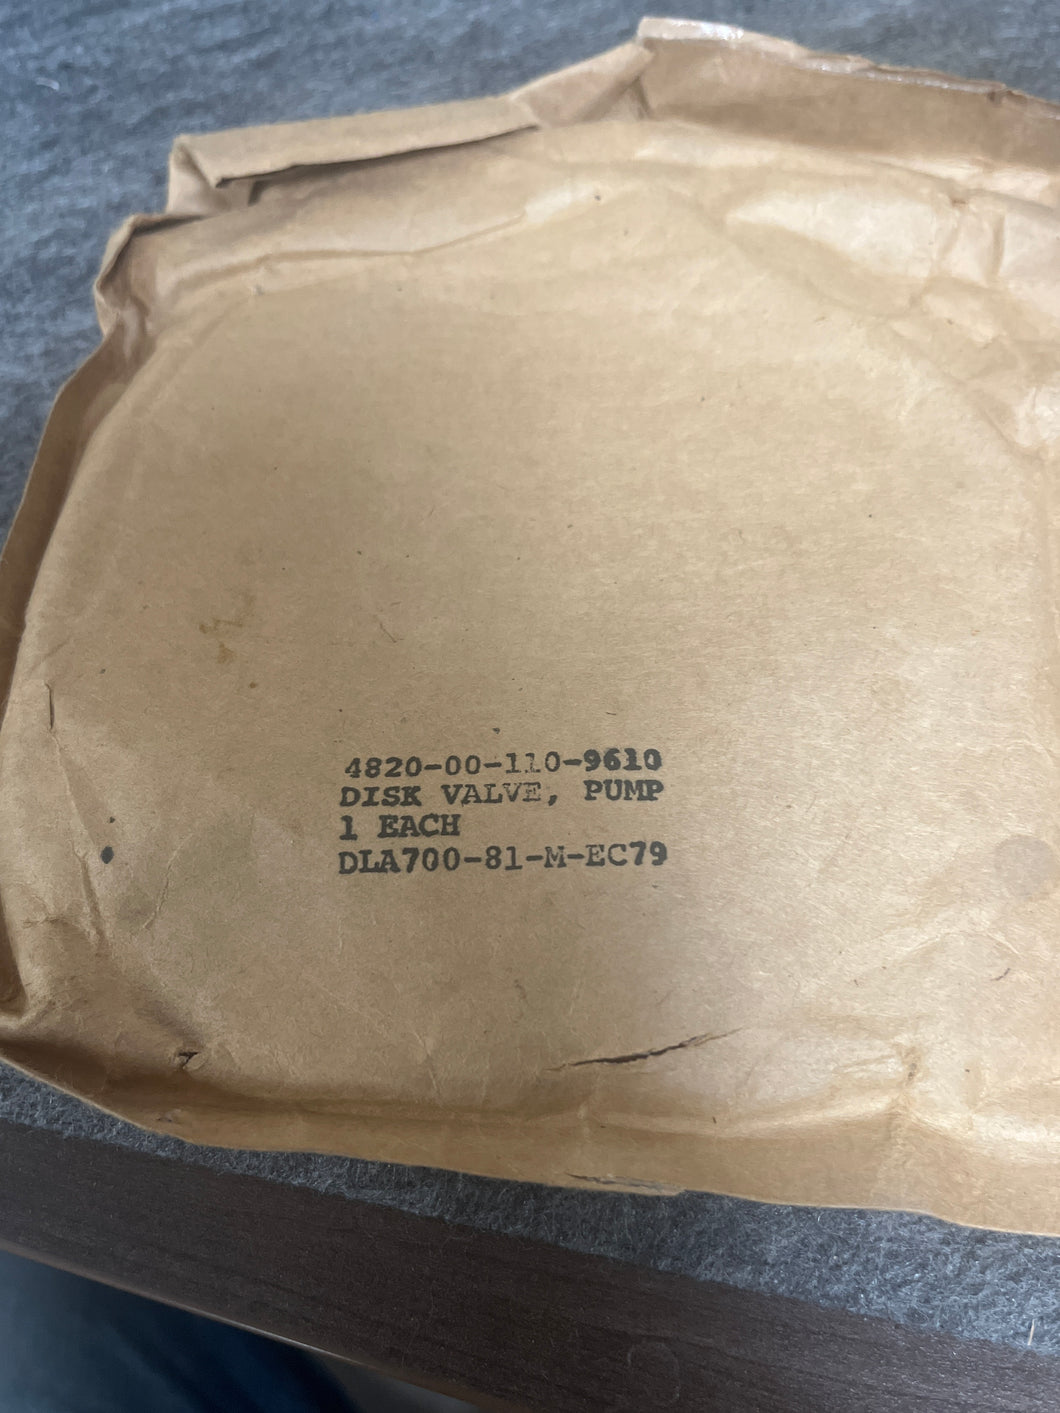 4820-00-110-9610
DISK VALVE, PUMP
1 EACH
DLA700-81-M-EC79